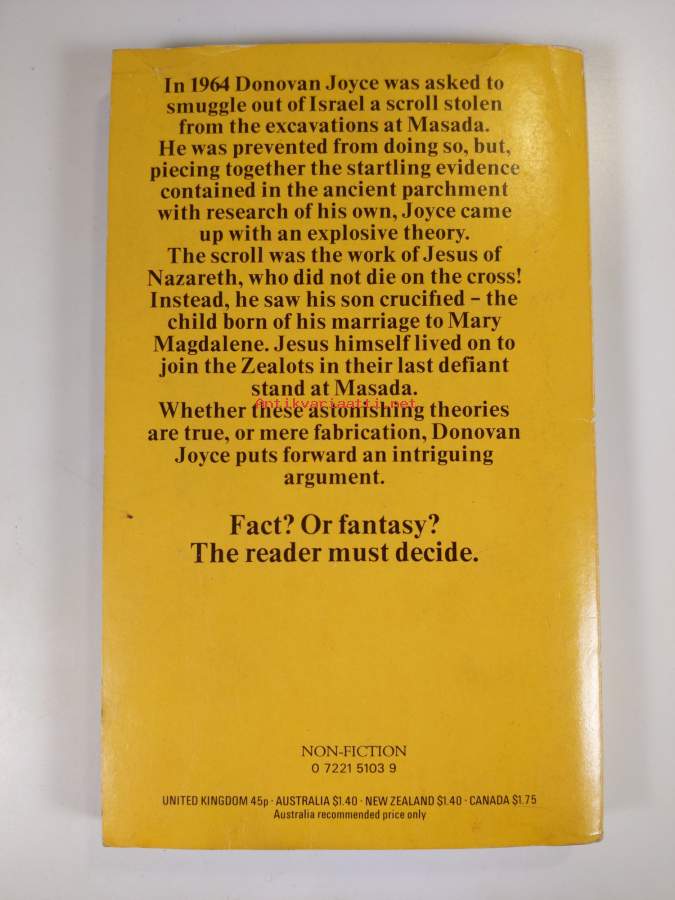 In 1964 Donovan Joyce was asked to
smuggle out of Israel a scroll stolen
from the excavations at Masada.
He was prevented from doing so, but,
piecing together the startling evidence
contained in the ancient parchment
with research of his own, Joyce came
up with an explosive theory.
The scroll was the work of Jesus of
Nazareth, who did not die on the cross!
Instead, he saw his son crucified – the
child born of his marriage to Mary
Magdalene. Jesus himself lived on to
join the Zealots in their last defiant
stand at Masada.
Antikvariaatti.net
Whether these astonishing theories
are true, or mere fabrication, Donovan
Joyce puts forward an intriguing
argument.
Fact? Or fantasy?
The reader must decide.
NON-FICTION
0 7221 5103 9
UNITED KINGDOM 45p · AUSTRALIA $1.40 · NEW ZEALAND $1.40 · CANADA $1.75
Australia recommended price only